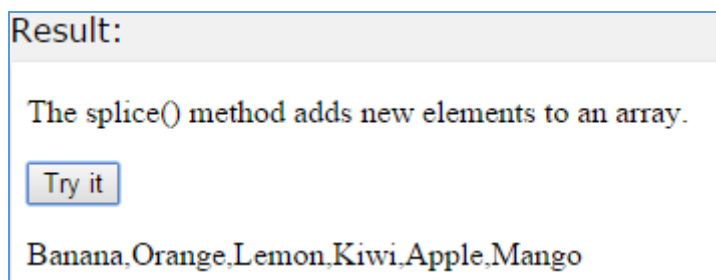 Result:
The splice() method adds new elements to an array.
Try it
Banana,Orange,Lemon,Kiwi,Apple,Mango